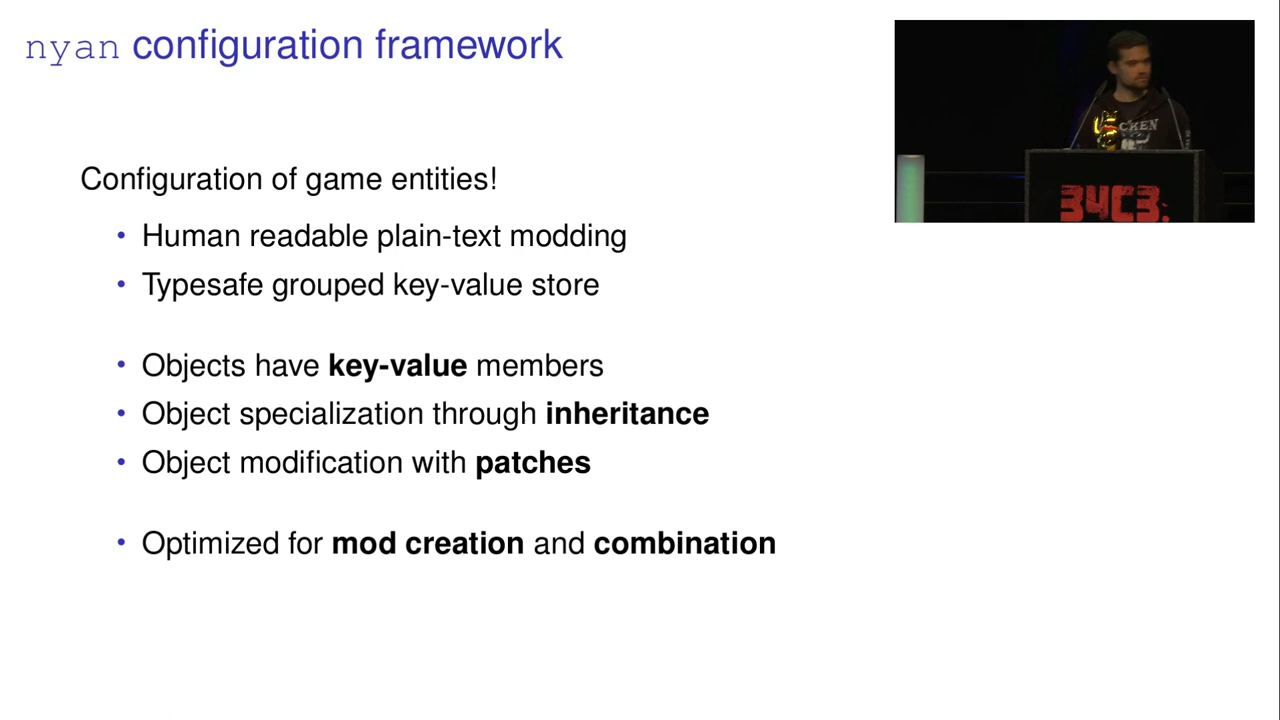 nyan configuration framework
Configuration of game entities!
• Human readable plain-text modding
• Typesafe grouped key-value store
• Objects have key-value members
• Object specialization through inheritance
• Object modification with patches
• Optimized for mod creation and combination
34C3: